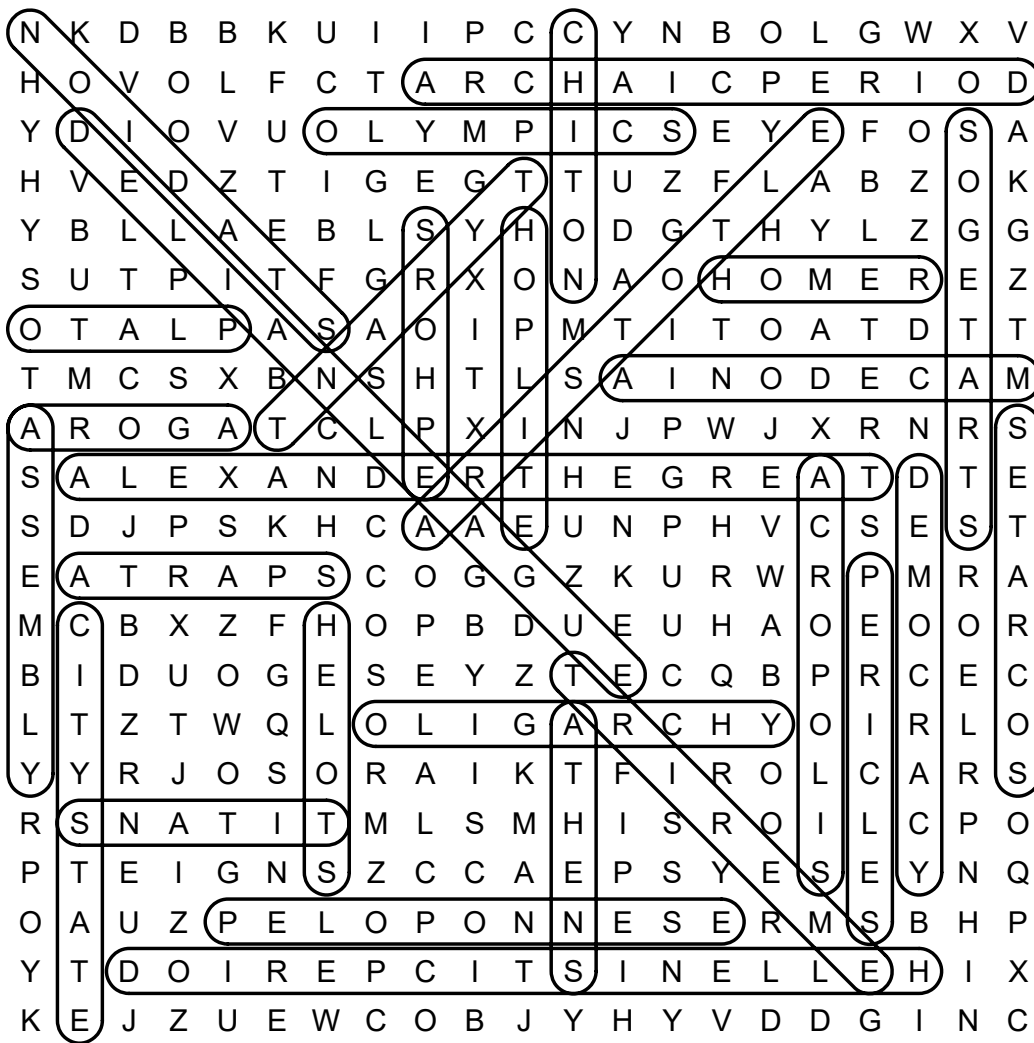 N K D B B K U I I P C C Y N B O L G W X V
H O V O L F C T A R C H A I C P E R I O D
Y D I O V U O L Y M P I C S E Y E F O S A
H V E D Z T I G E G T T U Z F L A B Z O K
Y B L L A E B L S Y H O D G T H Y L Z G G
S U T P I T F G R X O N A O H O M E R E Z
O T A L P A S A O I P M T I T O A T D T T
T M C S X B N S H T L S A I N O D E C A M
A R O G A T C L P X I N J P W J X R N R S
S A L E X A N D E R T H E G R E A T D T E
S D J P S K H C A A E U N P H V C S E S T
E A T R A P S C O G G Z K U R W R P M R A
M C B X Z F H O P B D U E U H A O E O O R
B I D U O G E S E Y Z T E C Q B P R C E C
L T Z T W Q L O L I G A R C H Y O I R L O
Y Y R J O S O R A I K T F I R O L C A R S
R S N A T I T M L S M H I S R O I L C P O
P T E I G N S Z C C A E P S Y E S E Y N Q
O A U Z P E L O P O N N E S E R M S B H P
Y T D O I R E P C I T S I N E L L E H I X
K E J Z U E W C O B J Y H Y V D D G I N C